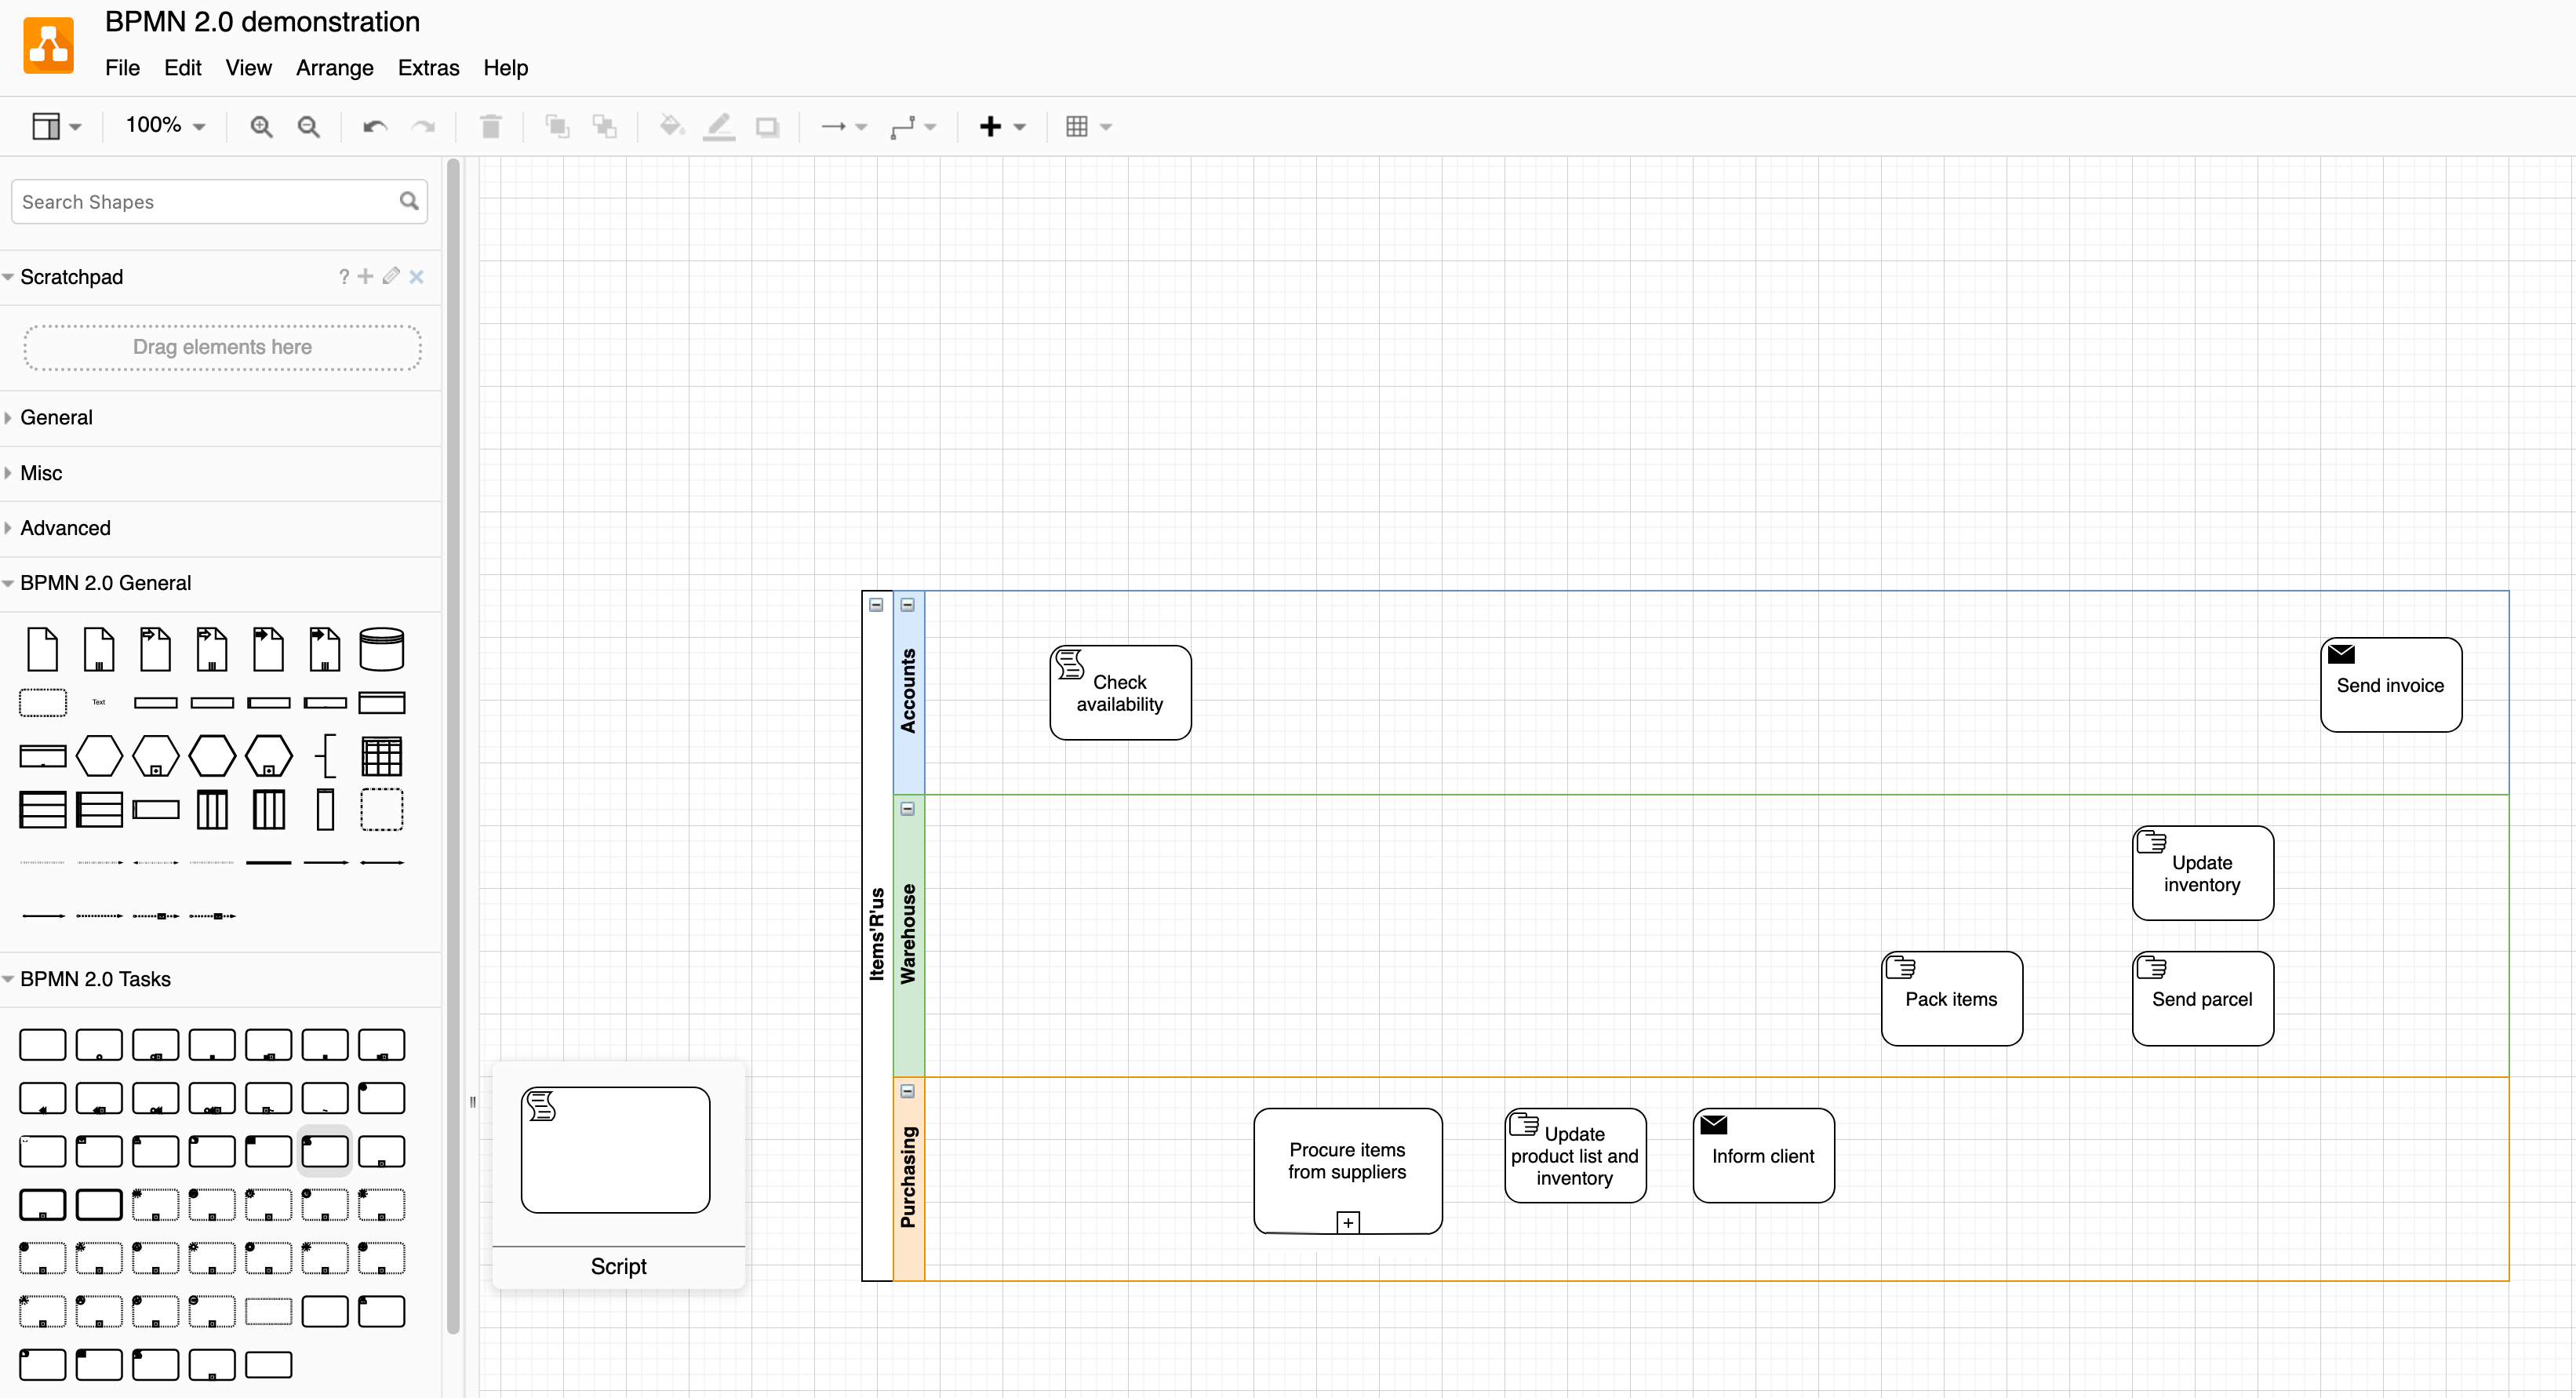 BPMN 2.0 demonstration
File Edit View Arrange Extras Help
100%
Search Shapes
Scratchpad
?
Drag elements here
General
Misc
Advanced
BPMN 2.0 General
Text
BPMN 2.0 Tasks
Script
Items'R'us
Accounts
Check
availability
Send invoice
Warehouse
Update
inventory
Pack items
Send parcel
Purchasing
Procure items
from suppliers
Update
product list and
inventory
Inform client